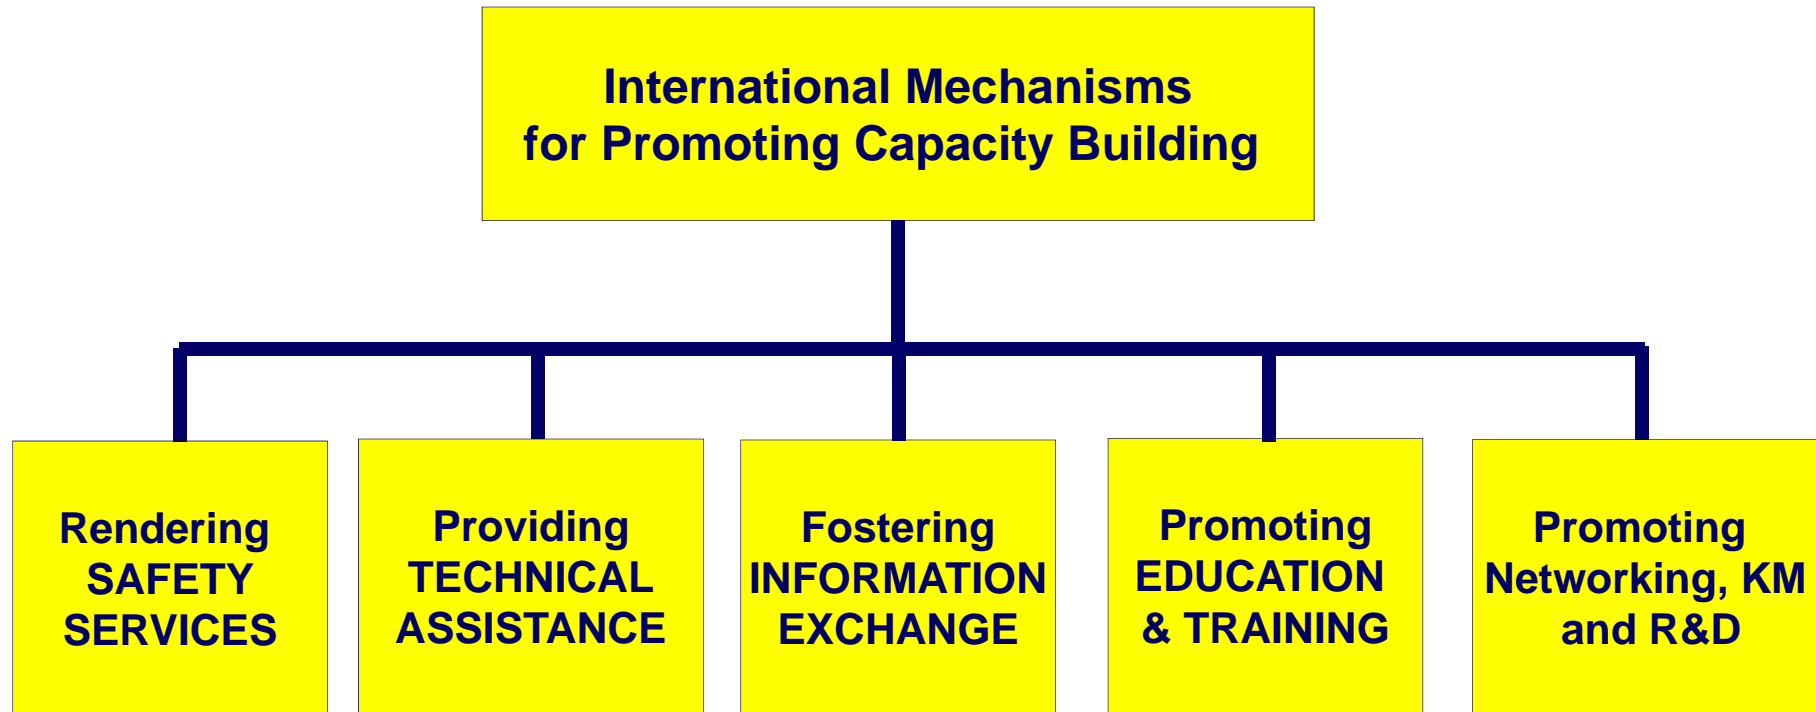 International Mechanisms
for Promoting Capacity Building
Rendering
SAFETY
SERVICES
Providing
TECHNICAL
ASSISTANCE
Fostering
INFORMATION
EXCHANGE
Promoting
EDUCATION
& TRAINING
Promoting
Networking, KM
and R&D